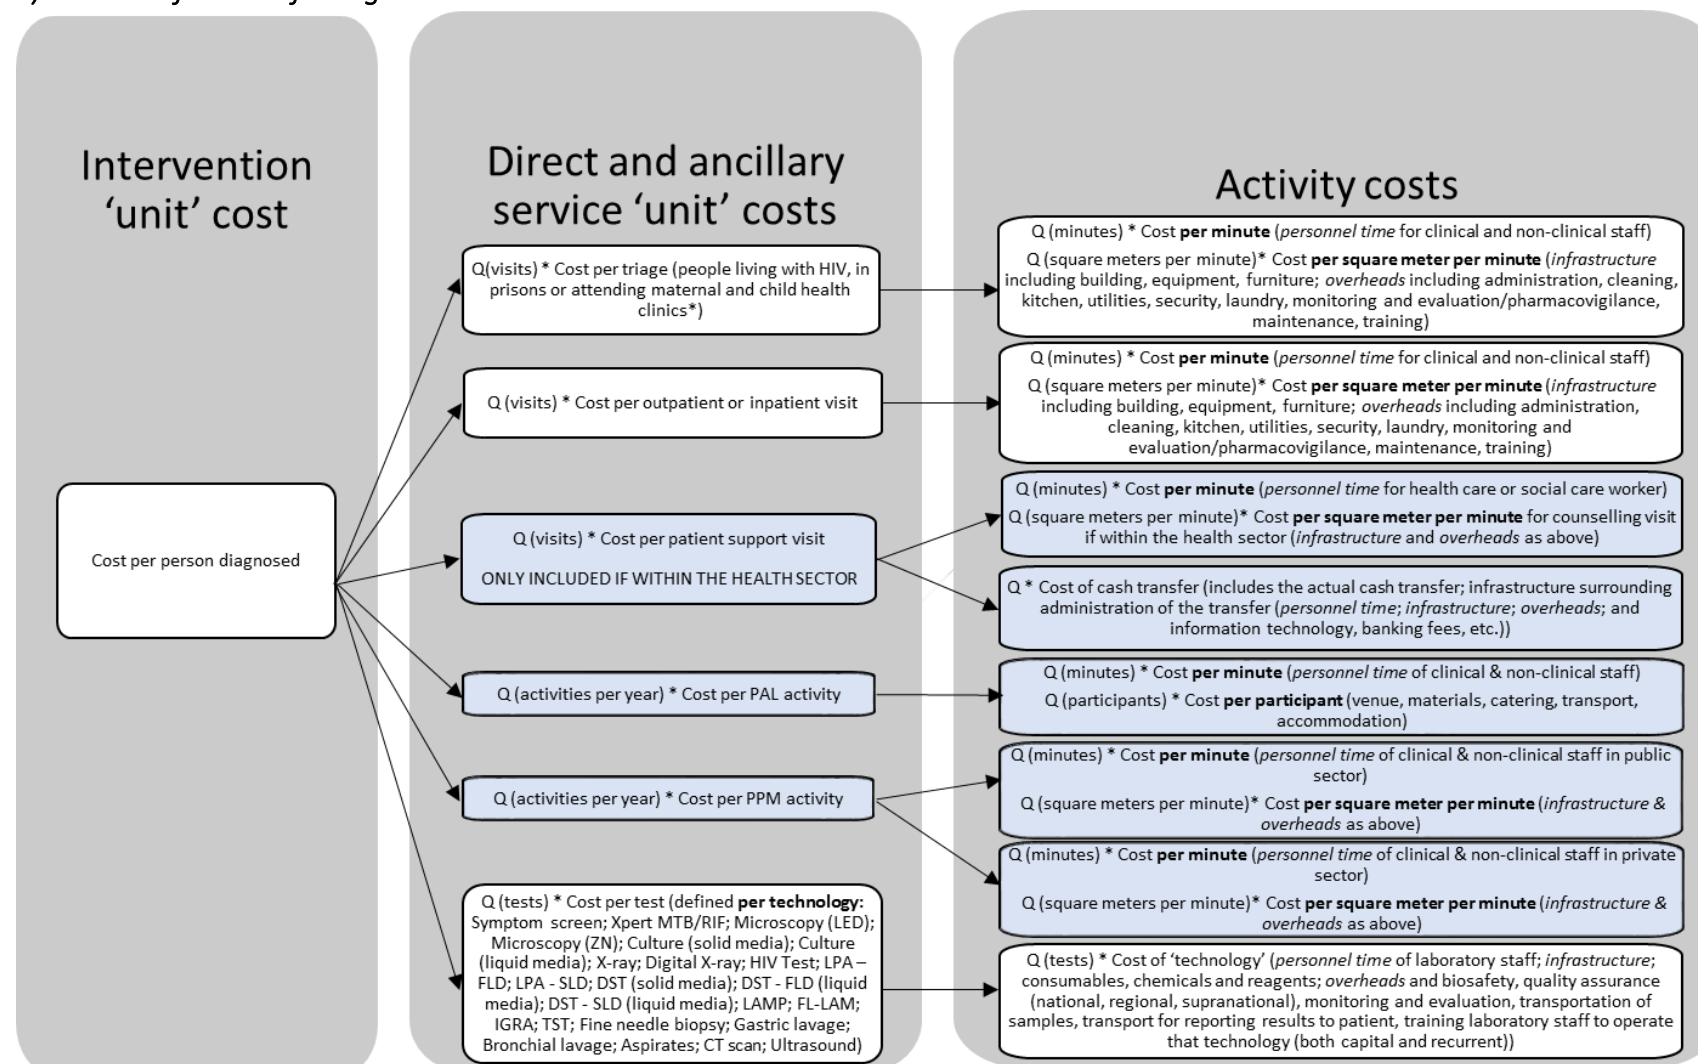 Intervention
‘unit’ cost
Cost per person diagnosed
Direct and ancillary
service ‘unit’ costs
Q(visits) * Cost per triage (people living with HIV, in
prisons or attending maternal and child health
clinics*)
Q (visits) * Cost per outpatient or inpatient visit
Q (visits) * Cost per patient support visit
ONLY INCLUDED IF WITHIN THE HEALTH SECTOR
Q (activities per year) * Cost per PAL activity
Q (activities per year) * Cost per PPM activity
Q (tests) * Cost per test (defined per technology:
Symptom screen; Xpert MTB/RIF; Microscopy (LED);
Microscopy (ZN); Culture (solid media); Culture
(liquid media); X-ray; Digital X-ray; HIV Test; LPA –
FLD; LPA - SLD; DST (solid media); DST - FLD (liquid
media); DST - SLD (liquid media); LAMP; FL-LAM;
IGRA; TST; Fine needle biopsy; Gastric lavage;
Bronchial lavage; Aspirates; CT scan; Ultrasound)
Activity costs
Q (minutes) * Cost per minute (personnel time for clinical and non-clinical staff)
Q (square meters per minute)* Cost per square meter per minute (infrastructure
including building, equipment, furniture; overheads including administration, cleaning,
kitchen, utilities, security, laundry, monitoring and evaluation/pharmacovigilance,
maintenance, training)
Q (minutes) * Cost per minute (personnel time for clinical and non-clinical staff)
Q (square meters per minute)* Cost per square meter per minute (infrastructure
including building, equipment, furniture; overheads including administration,
cleaning, kitchen, utilities, security, laundry, monitoring and
evaluation/pharmacovigilance, maintenance, training)
Q (minutes) * Cost per minute (personnel time for health care or social care worker)
Q (square meters per minute)* Cost per square meter per minute for counselling visit
if within the health sector (infrastructure and overheads as above)
Q * Cost of cash transfer (includes the actual cash transfer; infrastructure surrounding
administration of the transfer (personnel time; infrastructure; overheads; and
information technology, banking fees, etc.))
Q (minutes) * Cost per minute (personnel time of clinical & non-clinical staff)
Q (participants) * Cost per participant (venue, materials, catering, transport,
accommodation)
Q (minutes) * Cost per minute (personnel time of clinical & non-clinical staff in public
sector)
Q (square meters per minute)* Cost per square meter per minute (infrastructure &
overheads as above)
Q (minutes) * Cost per minute (personnel time of clinical & non-clinical staff in private
sector)
Q (square meters per minute)* Cost per square meter per minute (infrastructure &
overheads as above)
Q (tests) * Cost of ‘technology’ (personnel time of laboratory staff; infrastructure;
consumables, chemicals and reagents; overheads and biosafety, quality assurance
(national, regional, supranational), monitoring and evaluation, transportation of
samples, transport for reporting results to patient, training laboratory staff to operate
that technology (both capital and recurrent))